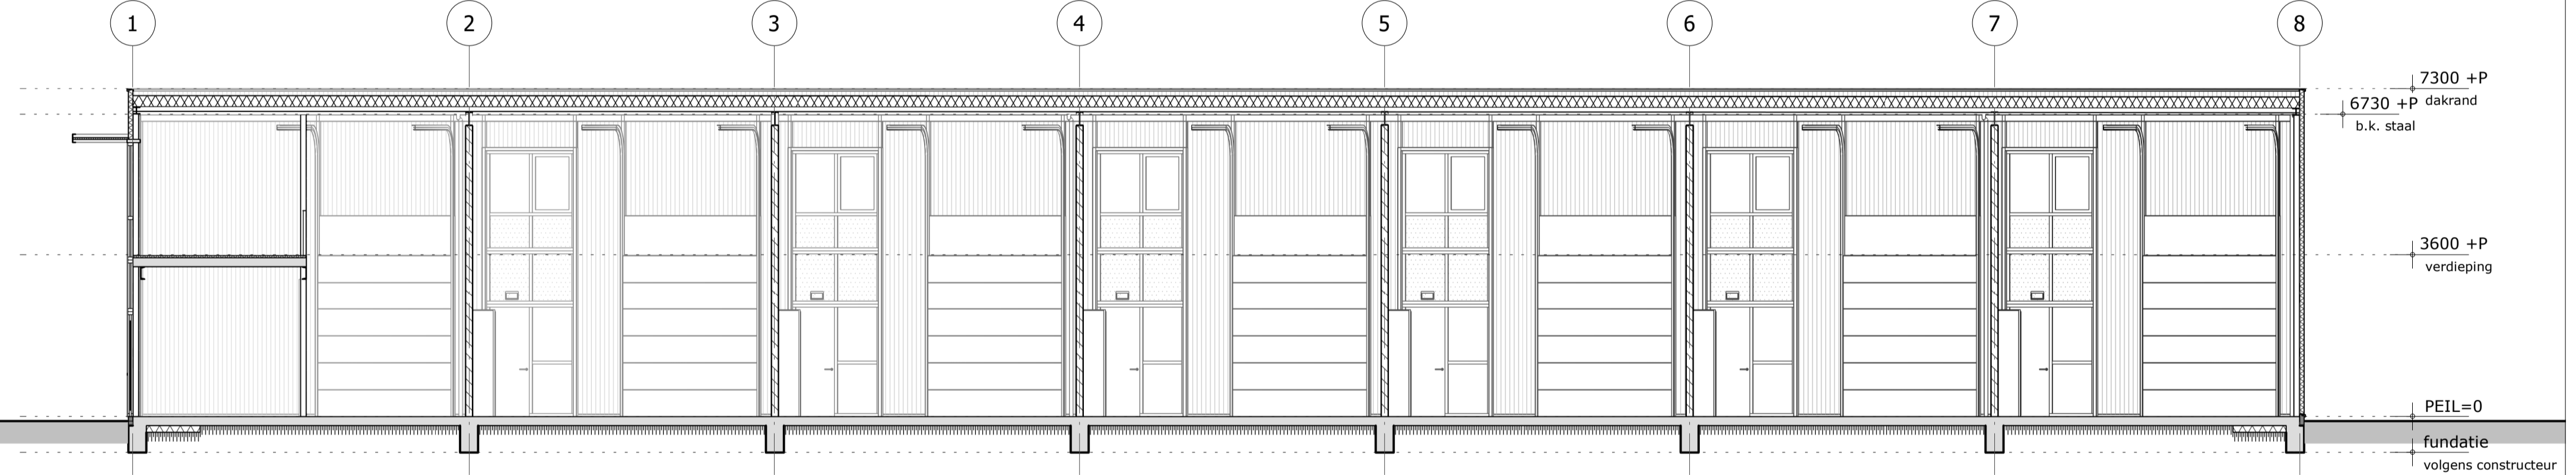 1 2 3 4 5 6 7 8
7300 +P
dakrand
6730 +P
b.k. staal
3600 +P
verdieping
PEIL=0
fundatie
volgens constructeur